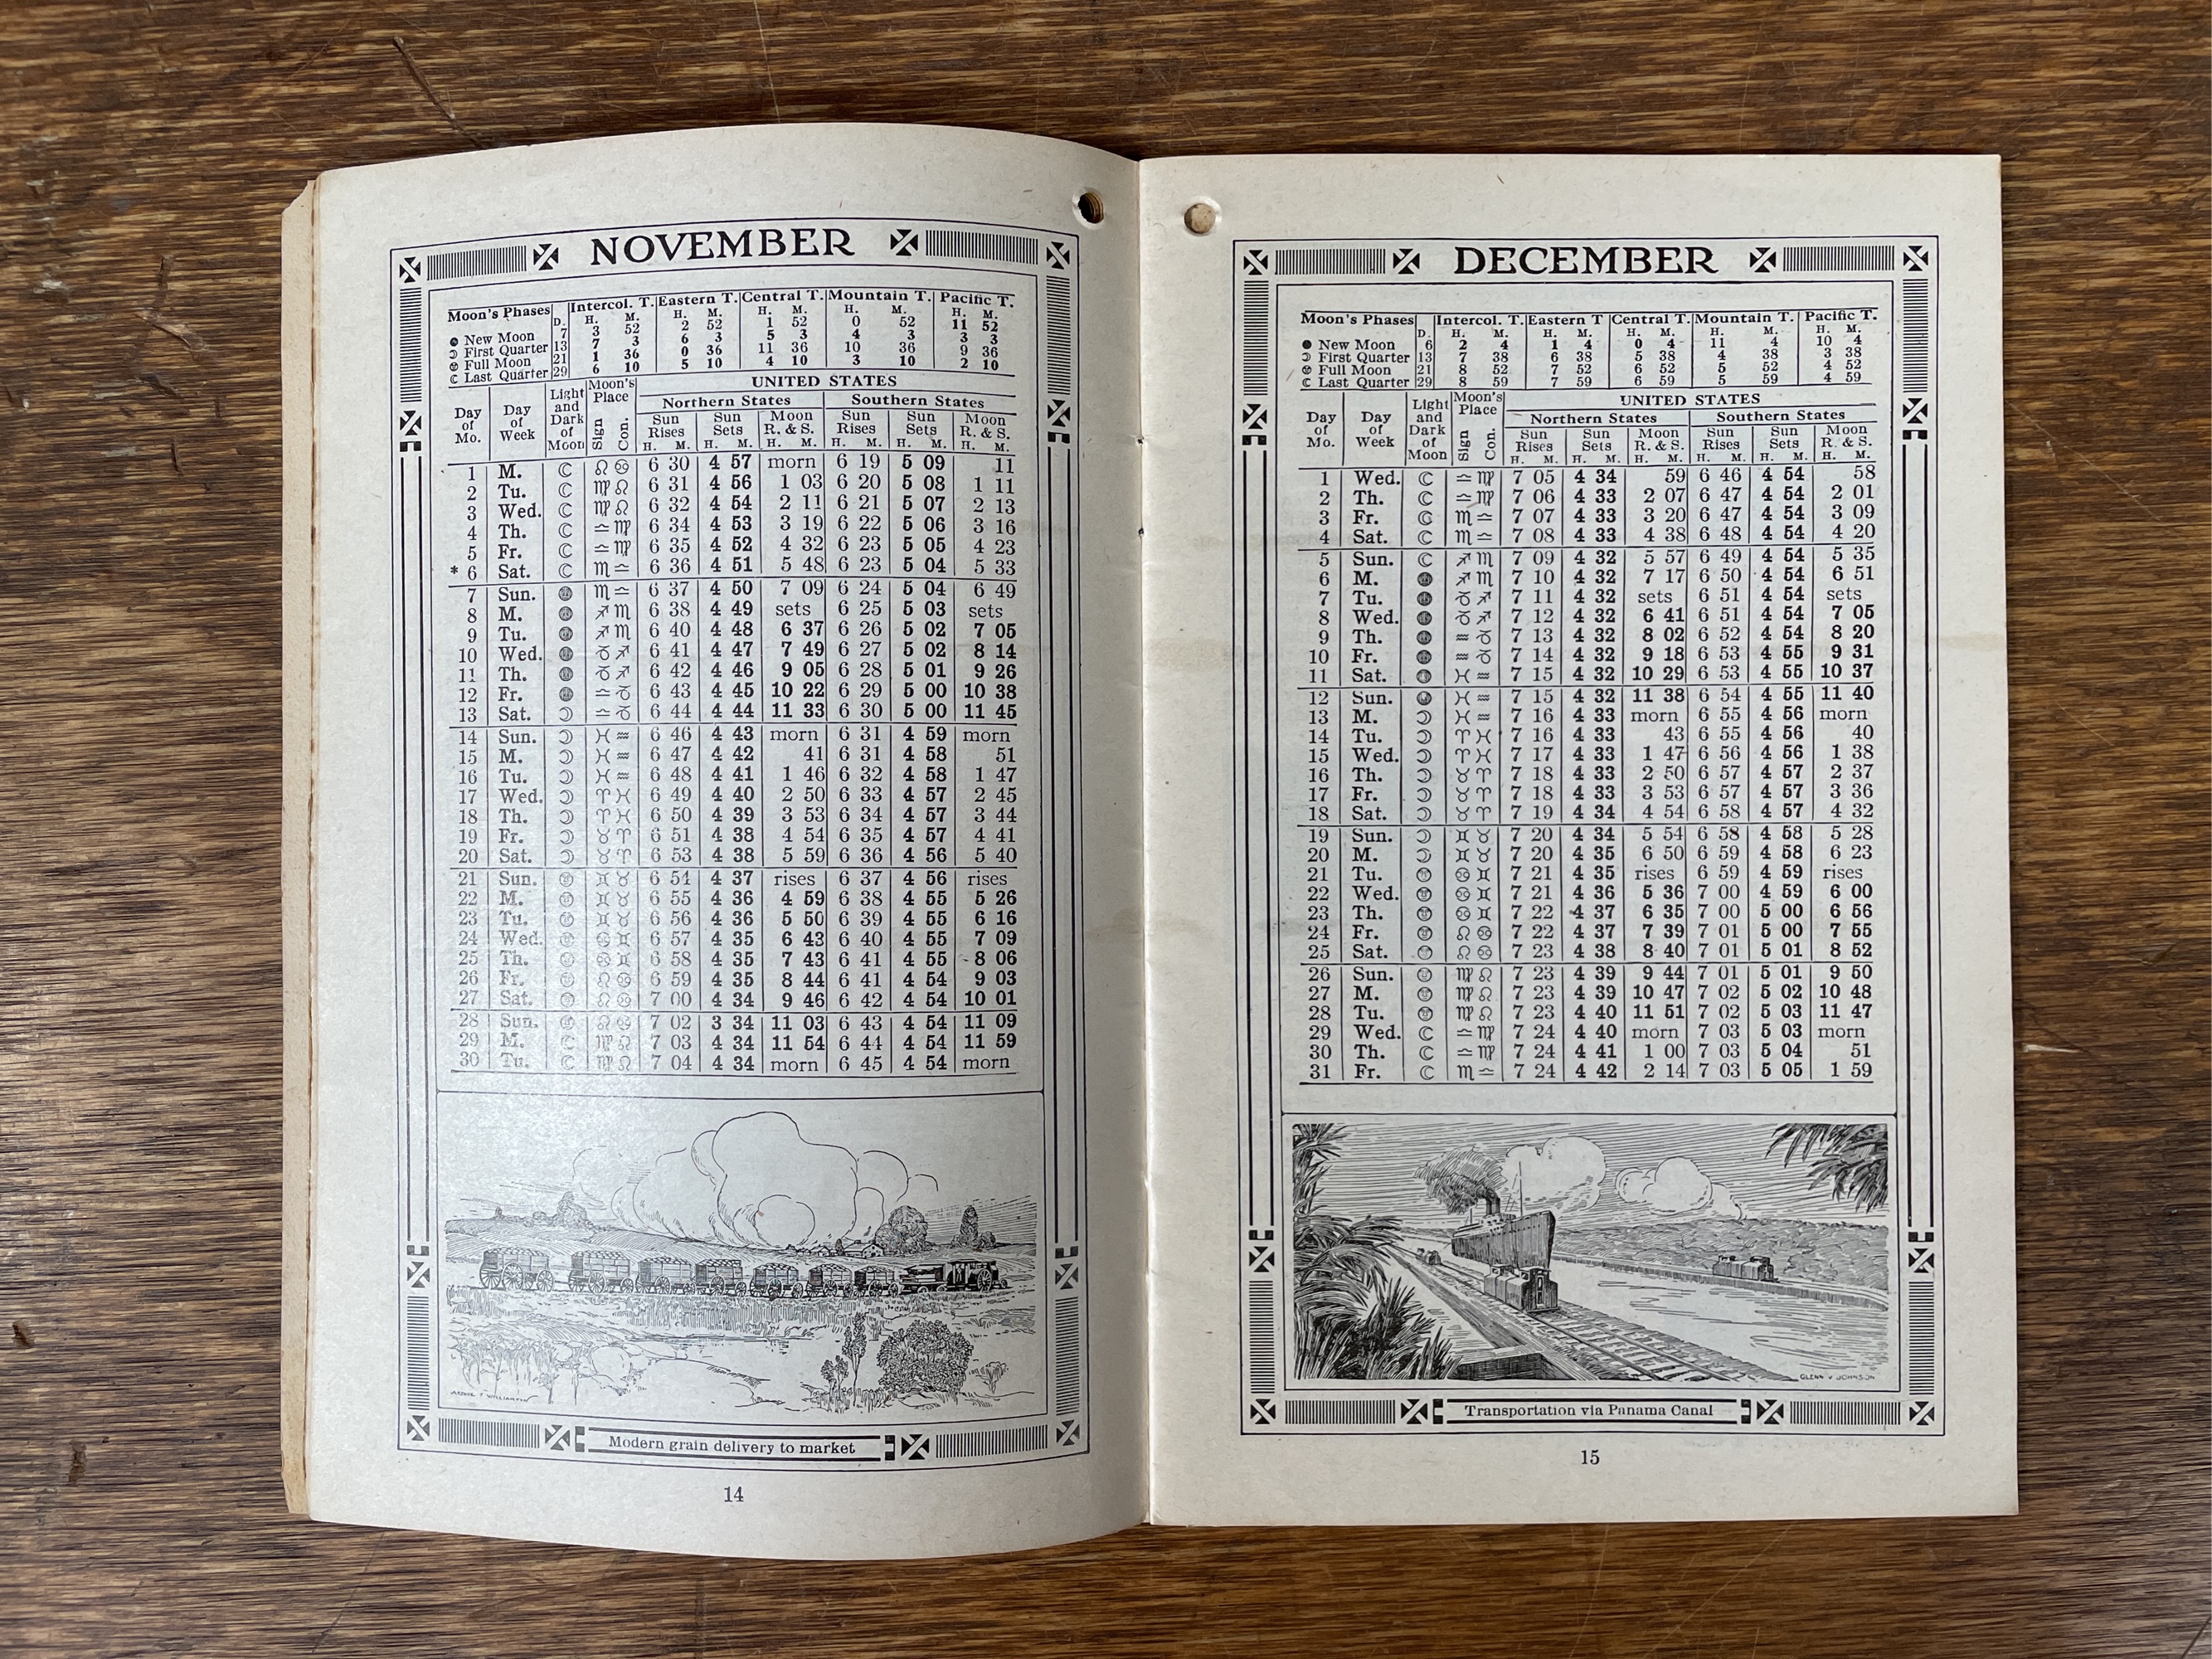 NOVEMBER
Moon's Phases D. Intercol. T. Eastern T. Central T. Mountain T. Pacific T.
H. M. H. M. H. M. H. M. H. M.
● New Moon 7 3 52 2 52 1 52 0 52 11 52
☽ First Quarter 13 7 3 6 3 5 3 4 3 3 3
Full Moon 21 1 36 0 36 11 36 10 36 9 36
☾ Last Quarter 29 6 10 5 10 4 10 3 10 2 10
Day of Mo. Day of Week Light and Dark of Moon Moon's Place Sign Con. UNITED STATES
Northern States Southern States
Sun Rises Sun Sets Moon R. & S. Sun Rises Sun Sets Moon R. & S.
H. M. H. M. H. M. H. M. H. M. H. M.
1 M. ☾ ♌ ♋ 6 30 4 57 morn 6 19 5 09 11
2 Tu. ☾ ♍ ♌ 6 31 4 56 1 03 6 20 5 08 1 11
3 Wed. ☾ ♍ ♌ 6 32 4 54 2 11 6 21 5 07 2 13
4 Th. ☾ ♎ ♍ 6 34 4 53 3 19 6 22 5 06 3 16
5 Fr. ☾ ♎ ♍ 6 35 4 52 4 32 6 23 5 05 4 23
* 6 Sat. ☾ ♏ ♎ 6 36 4 51 5 48 6 23 5 04 5 33
7 Sun. ● ♏ ♎ 6 37 4 50 7 09 6 24 5 04 6 49
8 M. ● ♐ ♏ 6 38 4 49 sets 6 25 5 03 sets
9 Tu. ● ♐ ♏ 6 40 4 48 6 37 6 26 5 02 7 05
10 Wed. ● ♑ ♐ 6 41 4 47 7 49 6 27 5 02 8 14
11 Th. ● ♑ ♐ 6 42 4 46 9 05 6 28 5 01 9 26
12 Fr. ● ♎ ♑ 6 43 4 45 10 22 6 29 5 00 10 38
13 Sat. ☽ ♎ ♑ 6 44 4 44 11 33 6 30 5 00 11 45
14 Sun. ☽ ♓ ♒ 6 46 4 43 morn 6 31 4 59 morn
15 M. ☽ ♓ ♒ 6 47 4 42 41 6 31 4 58 51
16 Tu. ☽ ♓ ♒ 6 48 4 41 1 46 6 32 4 58 1 47
17 Wed. ☽ ♈ ♓ 6 49 4 40 2 50 6 33 4 57 2 45
18 Th. ☽ ♈ ♓ 6 50 4 39 3 53 6 34 4 57 3 44
19 Fr. ☽ ♉ ♈ 6 51 4 38 4 54 6 35 4 57 4 41
20 Sat. ☽ ♉ ♈ 6 53 4 38 5 59 6 36 4 56 5 40
21 Sun. ♊ ♉ 6 54 4 37 rises 6 37 4 56 rises
22 M. ♊ ♉ 6 55 4 36 4 59 6 38 4 55 5 26
23 Tu. ♊ ♉ 6 56 4 36 5 50 6 39 4 55 6 16
24 Wed. ♋ ♊ 6 57 4 35 6 43 6 40 4 55 7 09
25 Th. ♋ ♊ 6 58 4 35 7 43 6 41 4 55 8 06
26 Fr. ♌ ♋ 6 59 4 35 8 44 6 41 4 54 9 03
27 Sat. ♌ ♋ 7 00 4 34 9 46 6 42 4 54 10 01
28 Sun. ♌ ♋ 7 02 3 34 11 03 6 43 4 54 11 09
29 M. ☾ ♍ ♌ 7 03 4 34 11 54 6 44 4 54 11 59
30 Tu. ☾ ♍ ♌ 7 04 4 34 morn 6 45 4 54 morn
Modern grain delivery to market
14
DECEMBER
Moon's Phases D. Intercol. T. Eastern T Central T. Mountain T. Pacific T.
H. M. H. M. H. M. H. M. H. M.
● New Moon 6 2 4 1 4 0 4 11 4 10 4
☽ First Quarter 13 7 38 6 38 5 38 4 38 3 38
Full Moon 21 8 52 7 52 6 52 5 52 4 52
☾ Last Quarter 29 8 59 7 59 6 59 5 59 4 59
Day of Mo. Day of Week Light and Dark of Moon Moon's Place Sign Con. UNITED STATES
Northern States Southern States
Sun Rises Sun Sets Moon R. & S. Sun Rises Sun Sets Moon R. & S.
H. M. H. M. H. M. H. M. H. M. H. M.
1 Wed. ☾ ♎ ♍ 7 05 4 34 59 6 46 4 54 58
2 Th. ☾ ♎ ♍ 7 06 4 33 2 07 6 47 4 54 2 01
3 Fr. ☾ ♏ ♎ 7 07 4 33 3 20 6 47 4 54 3 09
4 Sat. ☾ ♏ ♎ 7 08 4 33 4 38 6 48 4 54 4 20
5 Sun. ☾ ♐ ♏ 7 09 4 32 5 57 6 49 4 54 5 35
6 M. ● ♐ ♏ 7 10 4 32 7 17 6 50 4 54 6 51
7 Tu. ● ♑ ♐ 7 11 4 32 sets 6 51 4 54 sets
8 Wed. ● ♑ ♐ 7 12 4 32 6 41 6 51 4 54 7 05
9 Th. ● ♒ ♑ 7 13 4 32 8 02 6 52 4 54 8 20
10 Fr. ● ♒ ♑ 7 14 4 32 9 18 6 53 4 55 9 31
11 Sat. ● ♓ ♒ 7 15 4 32 10 29 6 53 4 55 10 37
12 Sun. ● ♓ ♒ 7 15 4 32 11 38 6 54 4 55 11 40
13 M. ☽ ♓ ♒ 7 16 4 33 morn 6 55 4 56 morn
14 Tu. ☽ ♈ ♓ 7 16 4 33 43 6 55 4 56 40
15 Wed. ☽ ♈ ♓ 7 17 4 33 1 47 6 56 4 56 1 38
16 Th. ☽ ♉ ♈ 7 18 4 33 2 50 6 57 4 57 2 37
17 Fr. ☽ ♉ ♈ 7 18 4 33 3 53 6 57 4 57 3 36
18 Sat. ☽ ♉ ♈ 7 19 4 34 4 54 6 58 4 57 4 32
19 Sun. ☽ ♊ ♉ 7 20 4 34 5 54 6 58 4 58 5 28
20 M. ☽ ♊ ♉ 7 20 4 35 6 50 6 59 4 58 6 23
21 Tu. ♋ ♊ 7 21 4 35 rises 6 59 4 59 rises
22 Wed. ♋ ♊ 7 21 4 36 5 36 7 00 4 59 6 00
23 Th. ♋ ♊ 7 22 4 37 6 35 7 00 5 00 6 56
24 Fr. ♌ ♋ 7 22 4 37 7 39 7 01 5 00 7 55
25 Sat. ♌ ♋ 7 23 4 38 8 40 7 01 5 01 8 52
26 Sun. ♍ ♌ 7 23 4 39 9 44 7 01 5 01 9 50
27 M. ♍ ♌ 7 23 4 39 10 47 7 02 5 02 10 48
28 Tu. ♍ ♌ 7 23 4 40 11 51 7 02 5 03 11 47
29 Wed. ☾ ♎ ♍ 7 24 4 40 morn 7 03 5 03 morn
30 Th. ☾ ♎ ♍ 7 24 4 41 1 00 7 03 5 04 51
31 Fr. ☾ ♏ ♎ 7 24 4 42 2 14 7 03 5 05 1 59
GLENN V JOHNSON
Transportation via Panama Canal
15